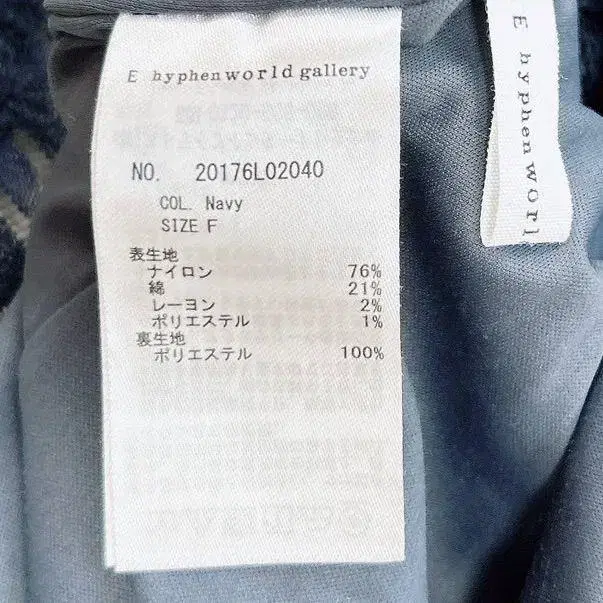 E hyphen world gallery
NO. 20176L02040
COL. Navy
SIZE F
表生地
ナイロン 76%
綿 21%
レーヨン 2%
ポリエステル 1%
裏生地
ポリエステル 100%
E hyphen worl